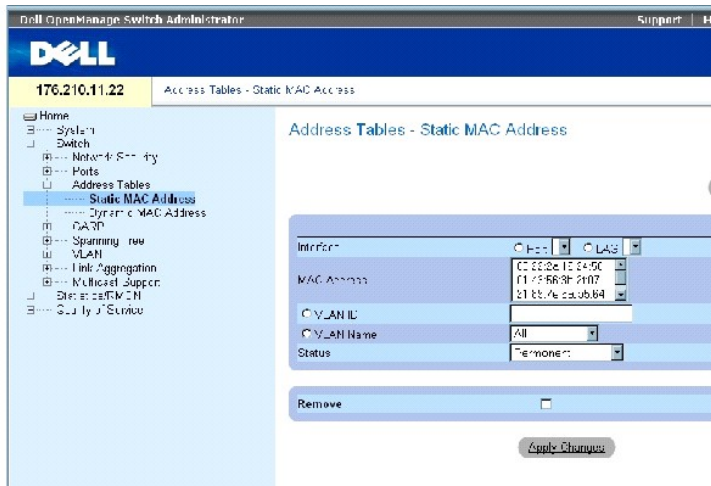 Dell OpenManage Switch Administrator
Support
DELL
176.210.11.22
Address Tables - Static MAC Address
Home
System
Switch
Network Security
Ports
Address Tables
Static MAC Address
Dynamic MAC Address
GARP
Spanning Tree
VLAN
Link Aggregation
Multicast Support
Statistics/RMON
Quality of Service
Address Tables - Static MAC Address
Interface
Port
LAG
MAC Address
VLAN ID
VLAN Name
All
Status
Permanent
Remove
Apply Changes